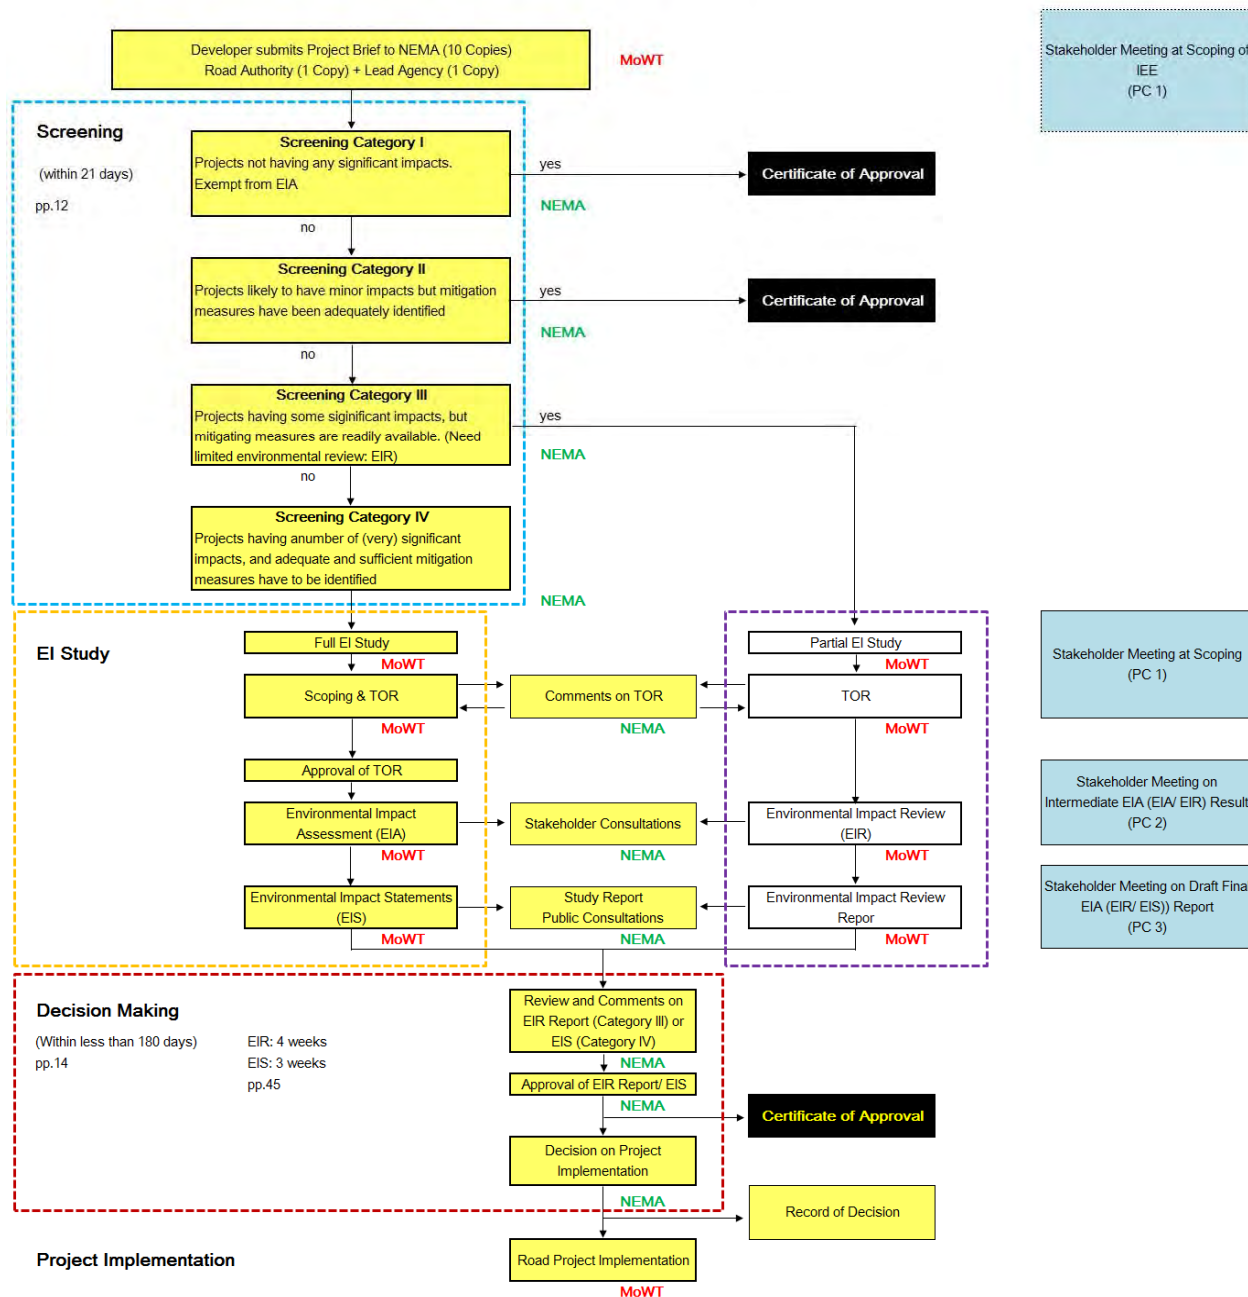 Developer submits Project Brief to NEMA (10 Copies)
Road Authority (1 Copy) + Lead Agency (1 Copy)
MoWT
Stakeholder Meeting at Scoping of
IEE
(PC 1)
Screening
(within 21 days)
pp.12
Screening Category I
Projects not having any significant impacts.
Exempt from EIA
yes
NEMA
Certificate of Approval
no
Screening Category II
Projects likely to have minor impacts but mitigation
measures have been adequately identified
yes
NEMA
Certificate of Approval
no
Screening Category III
Projects having some siginificant impacts, but
mitigating measures are readily available. (Need
limited environmental review: EIR)
yes
NEMA
no
Screening Category IV
Projects having anumber of (very) significant
impacts, and adequate and sufficient mitigation
measures have to be identified
NEMA
EI Study
Full EI Study
MoWT
Partial EI Study
MoWT
Scoping & TOR
MoWT
Comments on TOR
NEMA
TOR
MoWT
Stakeholder Meeting at Scoping
(PC 1)
Approval of TOR
Environmental Impact
Assessment (EIA)
MoWT
Stakeholder Consultations
NEMA
Environmental Impact Review
(EIR)
MoWT
Stakeholder Meeting on
Intermediate EIA (EIA/ EIR) Result
(PC 2)
Environmental Impact Statements
(EIS)
MoWT
Study Report
Public Consultations
NEMA
Environmental Impact Review
Repor
MoWT
Stakeholder Meeting on Draft Final
EIA (EIR/ EIS)) Report
(PC 3)
Decision Making
(Within less than 180 days)
pp.14
EIR: 4 weeks
EIS: 3 weeks
pp.45
Review and Comments on
EIR Report (Category III) or
EIS (Category IV)
NEMA
Approval of EIR Report/ EIS
NEMA
Certificate of Approval
Decision on Project
Implementation
NEMA
Record of Decision
Project Implementation
Road Project Implementation
MoWT